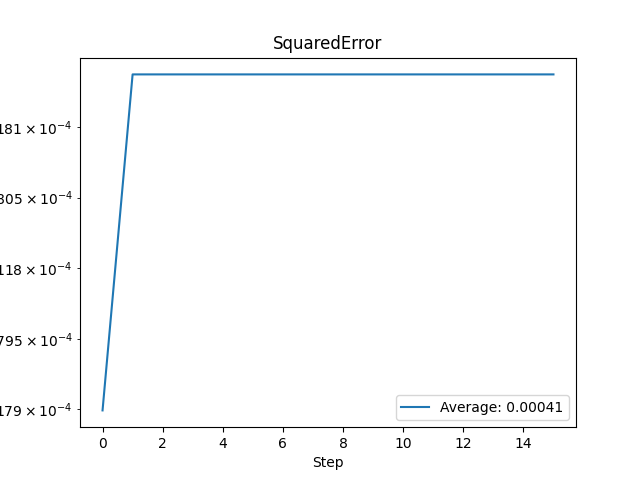 SquaredError
181 × 10⁻⁴
305 × 10⁻⁴
118 × 10⁻⁴
795 × 10⁻⁴
179 × 10⁻⁴
Average: 0.00041
0 2 4 6 8 10 12 14
Step